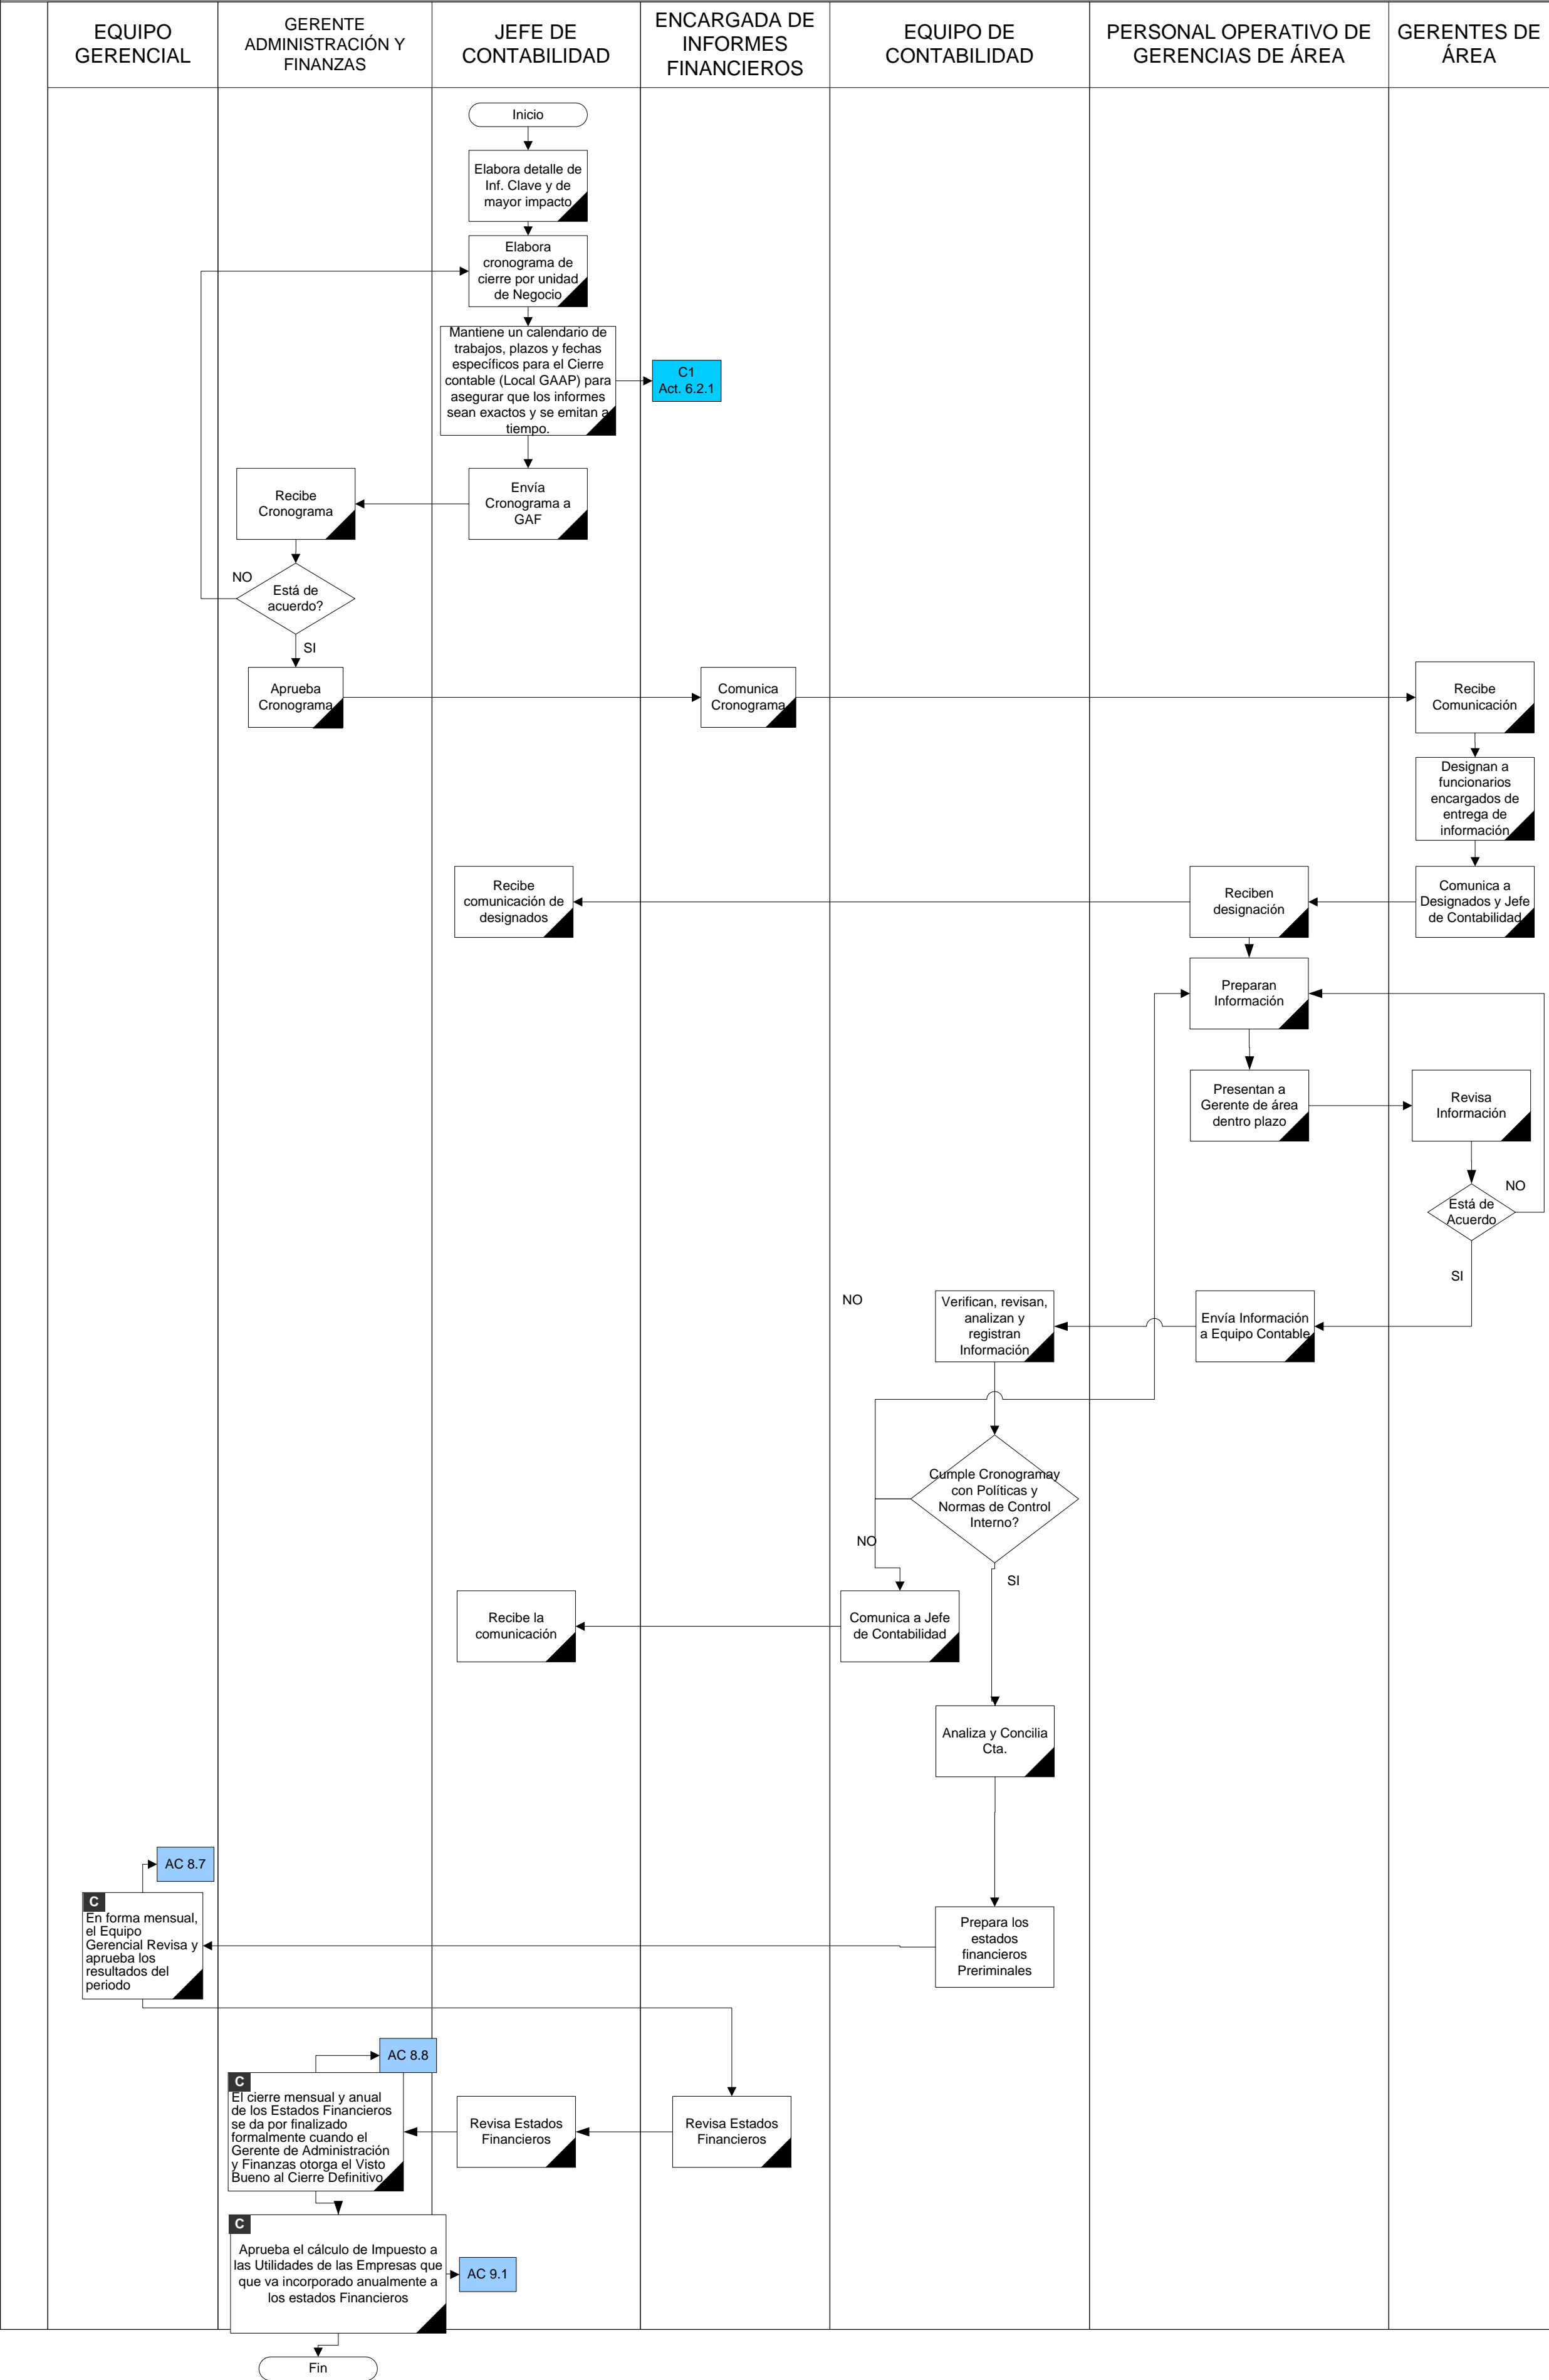 EQUIPO
GERENCIAL
GERENTE
ADMINISTRACIÓN Y
FINANZAS
JEFE DE
CONTABILIDAD
ENCARGADA DE
INFORMES
FINANCIEROS
EQUIPO DE
CONTABILIDAD
PERSONAL OPERATIVO DE
GERENCIAS DE ÁREA
GERENTES DE
ÁREA
Inicio
Elabora detalle de
Inf. Clave y de
mayor impacto
Elabora
cronograma de
cierre por unidad
de Negocio
Mantiene un calendario de
trabajos, plazos y fechas
específicos para el Cierre
contable (Local GAAP) para
asegurar que los informes
sean exactos y se emitan a
tiempo.
C1
Act. 6.2.1
Envía
Cronograma a
GAF
Recibe
Cronograma
NO
Está de
acuerdo?
SI
Aprueba
Cronograma
Comunica
Cronograma
Recibe
Comunicación
Designan a
funcionarios
encargados de
entrega de
información
Comunica a
Designados y Jefe
de Contabilidad
Reciben
designación
Recibe
comunicación de
designados
Preparan
Información
Presentan a
Gerente de área
dentro plazo
Revisa
Información
NO
Está de
Acuerdo
SI
Envía Información
a Equipo Contable
NO
Verifican, revisan,
analizan y
registran
Información
Cumple Cronogramay
con Políticas y
Normas de Control
Interno?
NO
SI
Comunica a Jefe
de Contabilidad
Recibe la
comunicación
Analiza y Concilia
Cta.
Prepara los
estados
financieros
Preriminales
AC 8.7
C
En forma mensual,
el Equipo
Gerencial Revisa y
aprueba los
resultados del
periodo
Revisa Estados
Financieros
Revisa Estados
Financieros
AC 8.8
C
El cierre mensual y anual
de los Estados Financieros
se da por finalizado
formalmente cuando el
Gerente de Administración
y Finanzas otorga el Visto
Bueno al Cierre Definitivo
C
Aprueba el cálculo de Impuesto a
las Utilidades de las Empresas que
que va incorporado anualmente a
los estados Financieros
AC 9.1
Fin